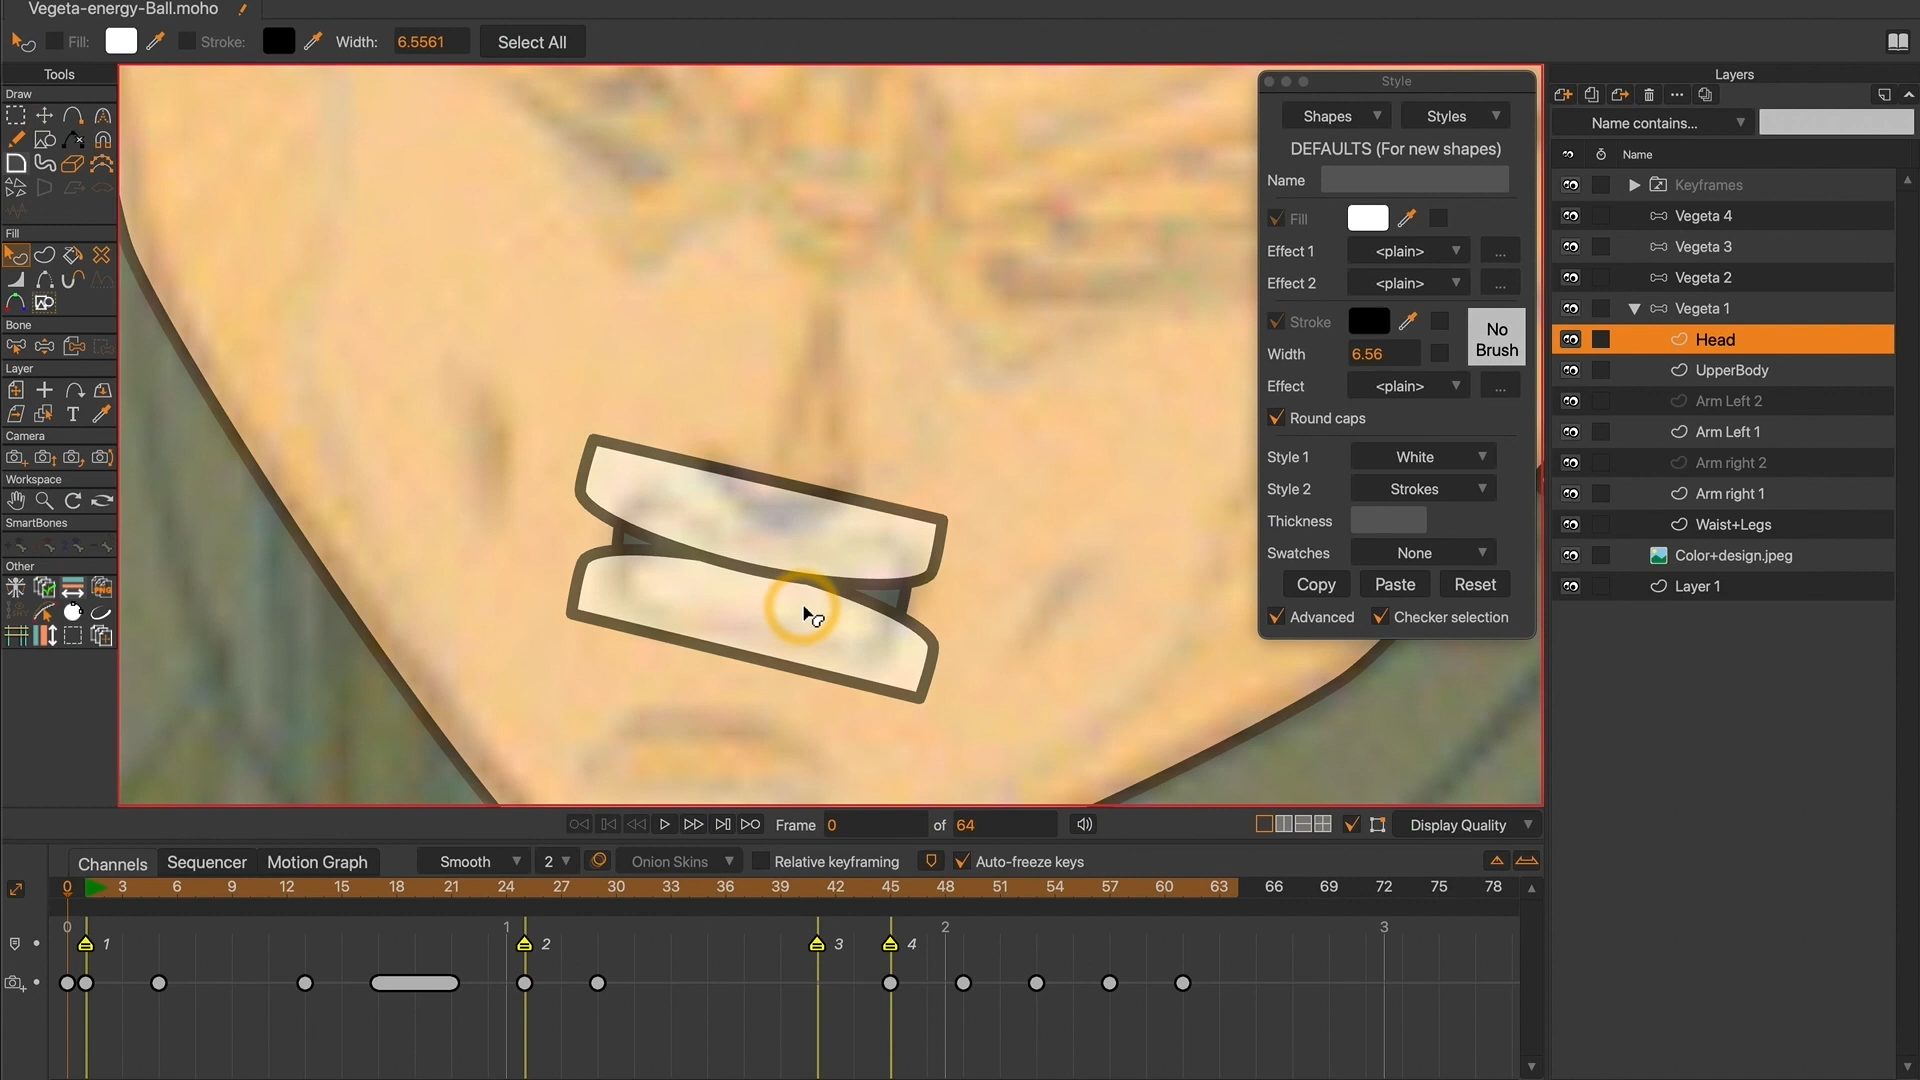 Vegeta-energy-Ball.moho
Fill:
Stroke:
Width:
6.5561
Select All
Tools
Draw
Fill
Bone
Layer
Camera
Workspace
SmartBones
Other
Style
Shapes
Styles
DEFAULTS (For new shapes)
Name
Fill
Effect 1
<plain>
...
Effect 2
<plain>
...
Stroke
No
Brush
Width
6.56
Effect
<plain>
...
Round caps
Style 1
White
Style 2
Strokes
Thickness
Swatches
None
Copy
Paste
Reset
Advanced
Checker selection
Layers
Name contains...
Name
Keyframes
Vegeta 4
Vegeta 3
Vegeta 2
Vegeta 1
Head
UpperBody
Arm Left 2
Arm Left 1
Arm right 2
Arm right 1
Waist+Legs
Color+design.jpeg
Layer 1
Frame
0
of
64
Display Quality
Channels
Sequencer
Motion Graph
Smooth
2
Onion Skins
Relative keyframing
Auto-freeze keys
0 3 6 9 12 15 18 21 24 27 30 33 36 39 42 45 48 51 54 57 60 63 66 69 72 75 78
0 1 2 3
1 2 3 4